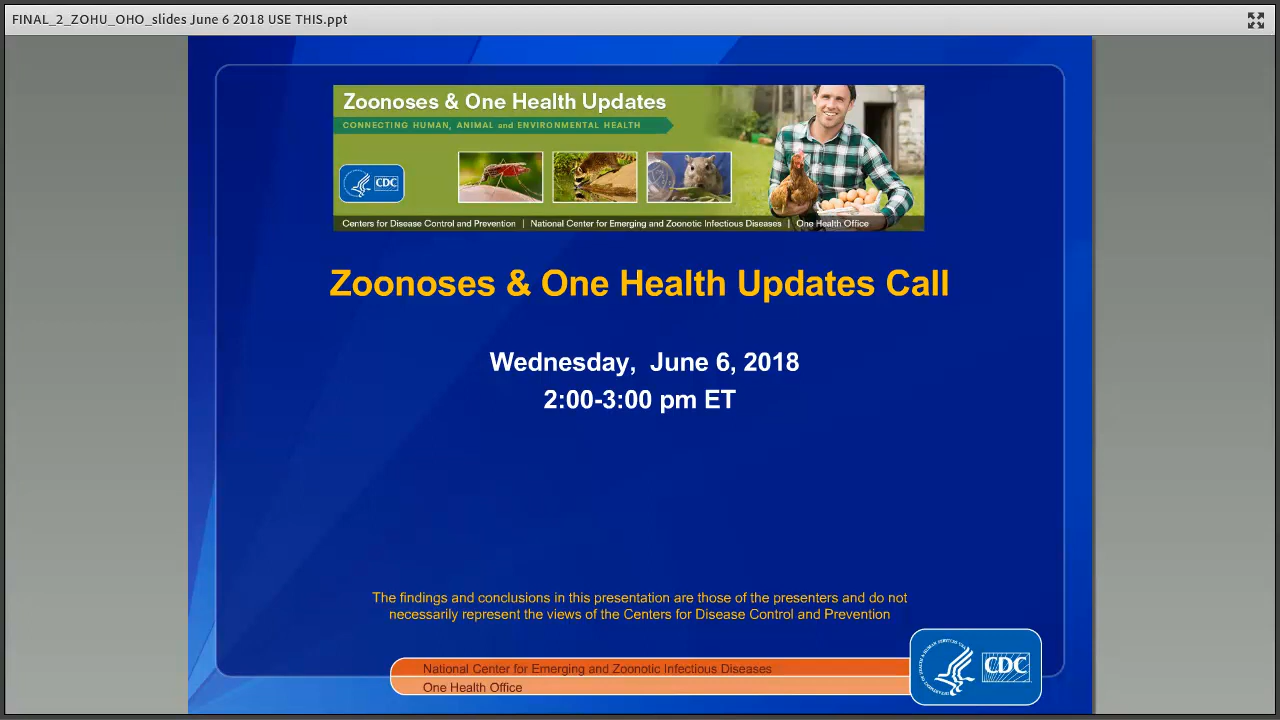 FINAL_2_ZOHU_OHO_slides June 6 2018 USE THIS.ppt
Zoonoses & One Health Updates
CONNECTING HUMAN, ANIMAL and ENVIRONMENTAL HEALTH
CDC
Centers for Disease Control and Prevention | National Center for Emerging and Zoonotic Infectious Diseases | One Health Office
Zoonoses & One Health Updates Call
Wednesday, June 6, 2018
2:00-3:00 pm ET
The findings and conclusions in this presentation are those of the presenters and do not
necessarily represent the views of the Centers for Disease Control and Prevention
National Center for Emerging and Zoonotic Infectious Diseases
One Health Office
CDC